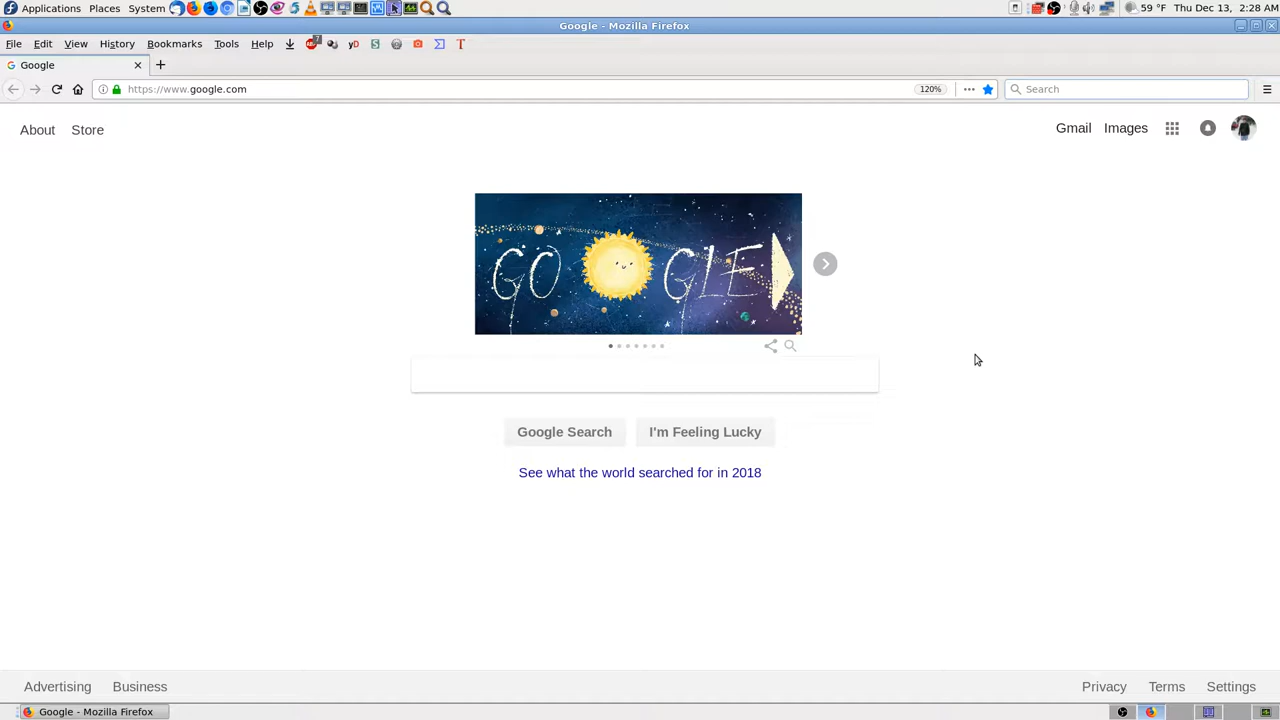 Applications Places System 59 °F Thu Dec 13, 2:28 AM
Google - Mozilla Firefox
File Edit View History Bookmarks Tools Help 7 yD S T
Google
https://www.google.com 120% Search
About Store Gmail Images
GOOGLE
Google Search I'm Feeling Lucky
See what the world searched for in 2018
Advertising Business Privacy Terms Settings
Google - Mozilla Firefox